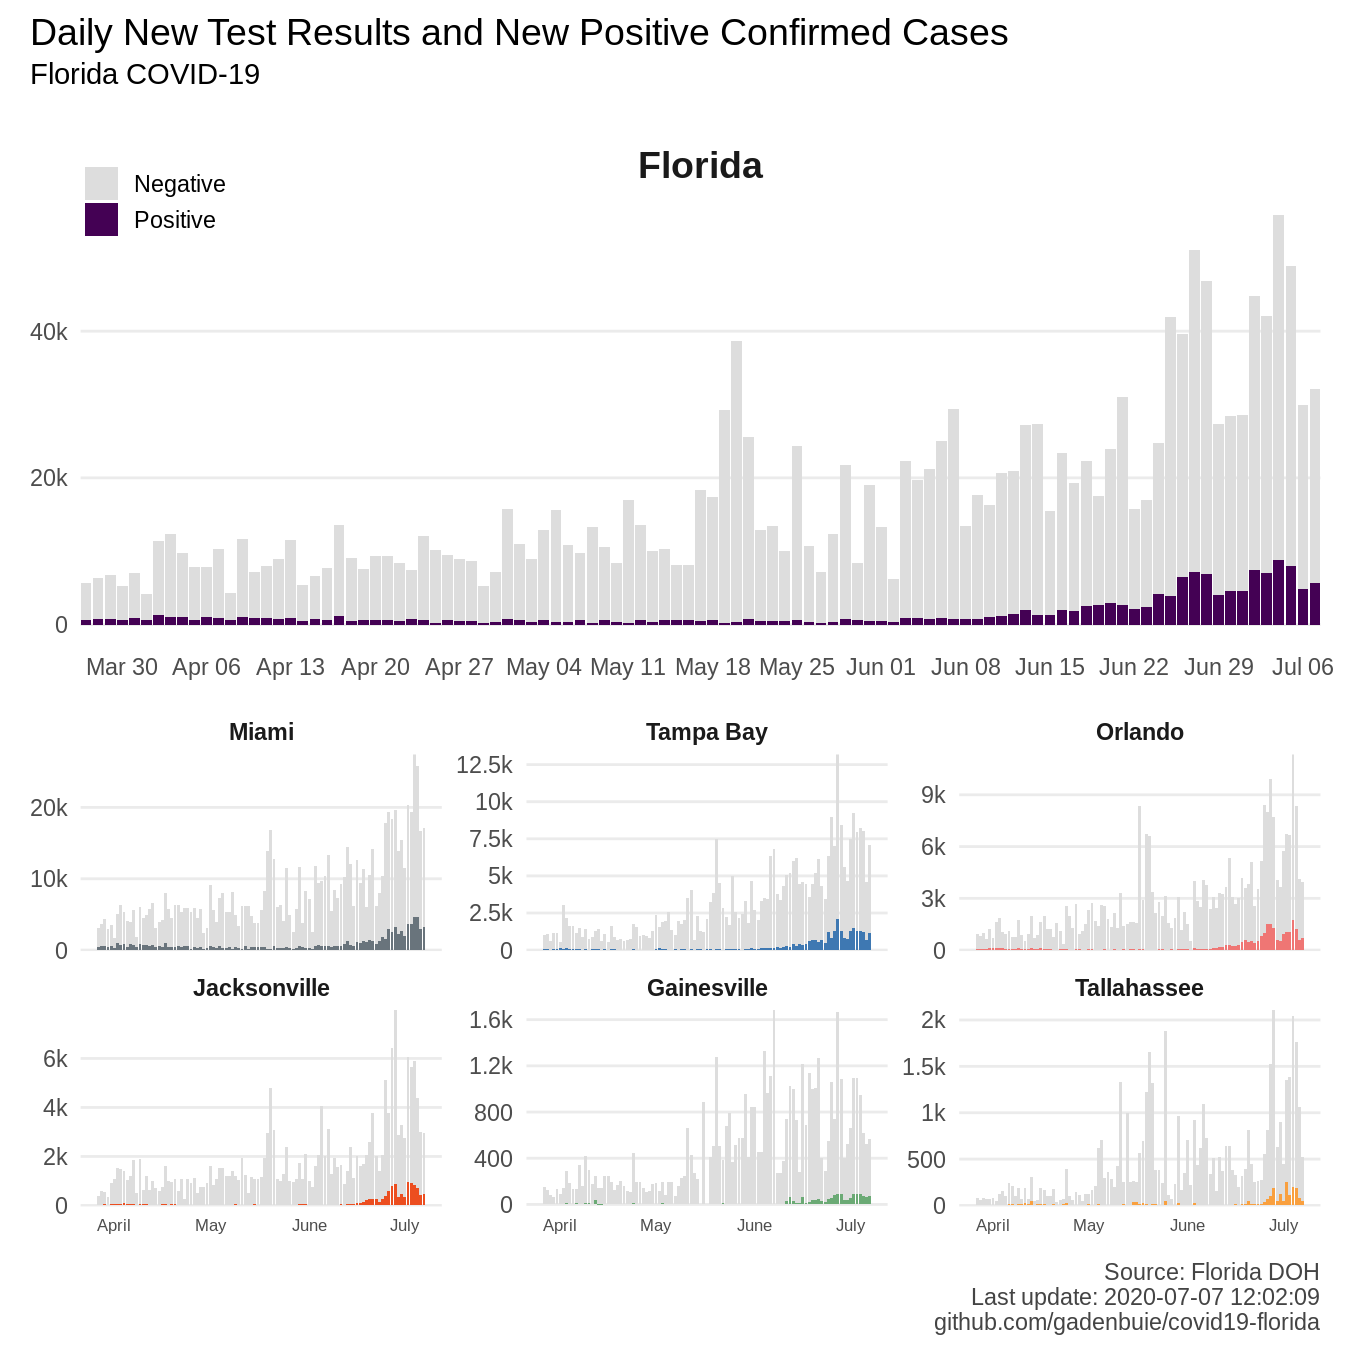 Daily New Test Results and New Positive Confirmed Cases
Florida COVID-19
Florida
Negative
Positive
40k
20k
0
Mar 30 Apr 06 Apr 13 Apr 20 Apr 27 May 04 May 11 May 18 May 25 Jun 01 Jun 08 Jun 15 Jun 22 Jun 29 Jul 06
Miami
20k
10k
0
Tampa Bay
12.5k
10k
7.5k
5k
2.5k
0
Orlando
9k
6k
3k
0
Jacksonville
6k
4k
2k
0
April May June July
Gainesville
1.6k
1.2k
800
400
0
April May June July
Tallahassee
2k
1.5k
1k
500
0
April May June July
Source: Florida DOH
Last update: 2020-07-07 12:02:09
github.com/gadenbuie/covid19-florida